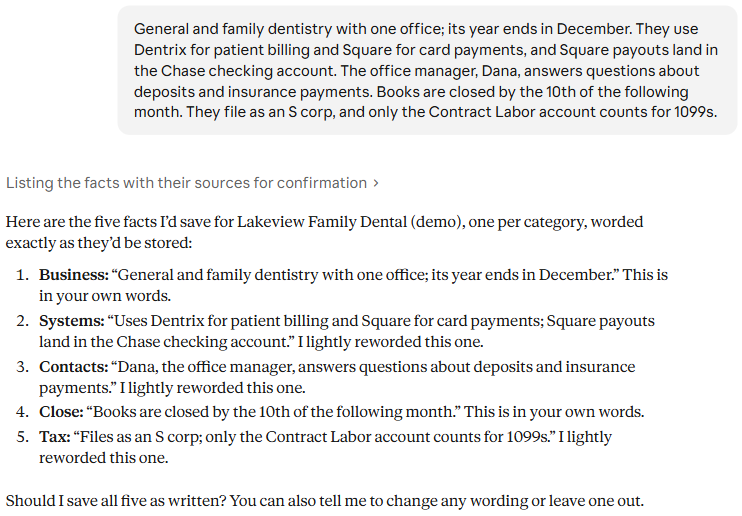 General and family dentistry with one office; its year ends in December. They use
Dentrix for patient billing and Square for card payments, and Square payouts land in
the Chase checking account. The office manager, Dana, answers questions about
deposits and insurance payments. Books are closed by the 10th of the following
month. They file as an S corp, and only the Contract Labor account counts for 1099s.
Listing the facts with their sources for confirmation ›
Here are the five facts I’d save for Lakeview Family Dental (demo), one per category, worded
exactly as they’d be stored:
1. Business: “General and family dentistry with one office; its year ends in December.” This is
in your own words.
2. Systems: “Uses Dentrix for patient billing and Square for card payments; Square payouts
land in the Chase checking account.” I lightly reworded this one.
3. Contacts: “Dana, the office manager, answers questions about deposits and insurance
payments.” I lightly reworded this one.
4. Close: “Books are closed by the 10th of the following month.” This is in your own words.
5. Tax: “Files as an S corp; only the Contract Labor account counts for 1099s.” I lightly
reworded this one.
Should I save all five as written? You can also tell me to change any wording or leave one out.